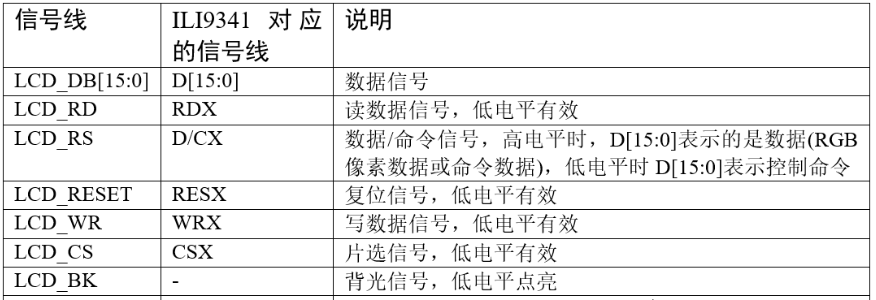 信号线 ILI9341 对 应 说明
的信号线
LCD_DB[15:0] D[15:0] 数据信号
LCD_RD RDX 读数据信号，低电平有效
LCD_RS D/CX 数据/命令信号，高电平时，D[15:0]表示的是数据(RGB
像素数据或命令数据)，低电平时 D[15:0]表示控制命令
LCD_RESET RESX 复位信号，低电平有效
LCD_WR WRX 写数据信号，低电平有效
LCD_CS CSX 片选信号，低电平有效
LCD_BK - 背光信号，低电平点亮